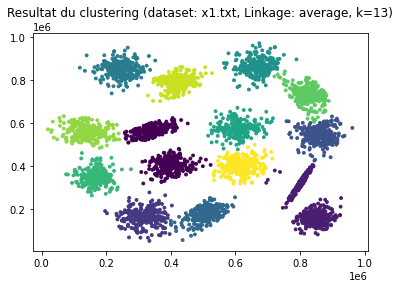 Resultat du clustering (dataset: x1.txt, Linkage: average, k=13)
1e6
1.0
0.8
0.6
0.4
0.2
0.0 0.2 0.4 0.6 0.8 1.0
1e6